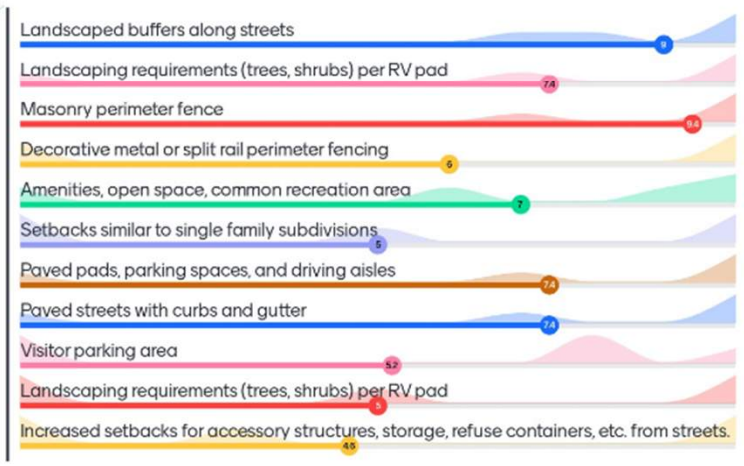 Landscaped buffers along streets
9
Landscaping requirements (trees, shrubs) per RV pad
7.4
Masonry perimeter fence
9.4
Decorative metal or split rail perimeter fencing
6
Amenities, open space, common recreation area
7
Setbacks similar to single family subdivisions
5
Paved pads, parking spaces, and driving aisles
7.4
Paved streets with curbs and gutter
7.4
Visitor parking area
5.2
Landscaping requirements (trees, shrubs) per RV pad
5
Increased setbacks for accessory structures, storage, refuse containers, etc. from streets.
4.6